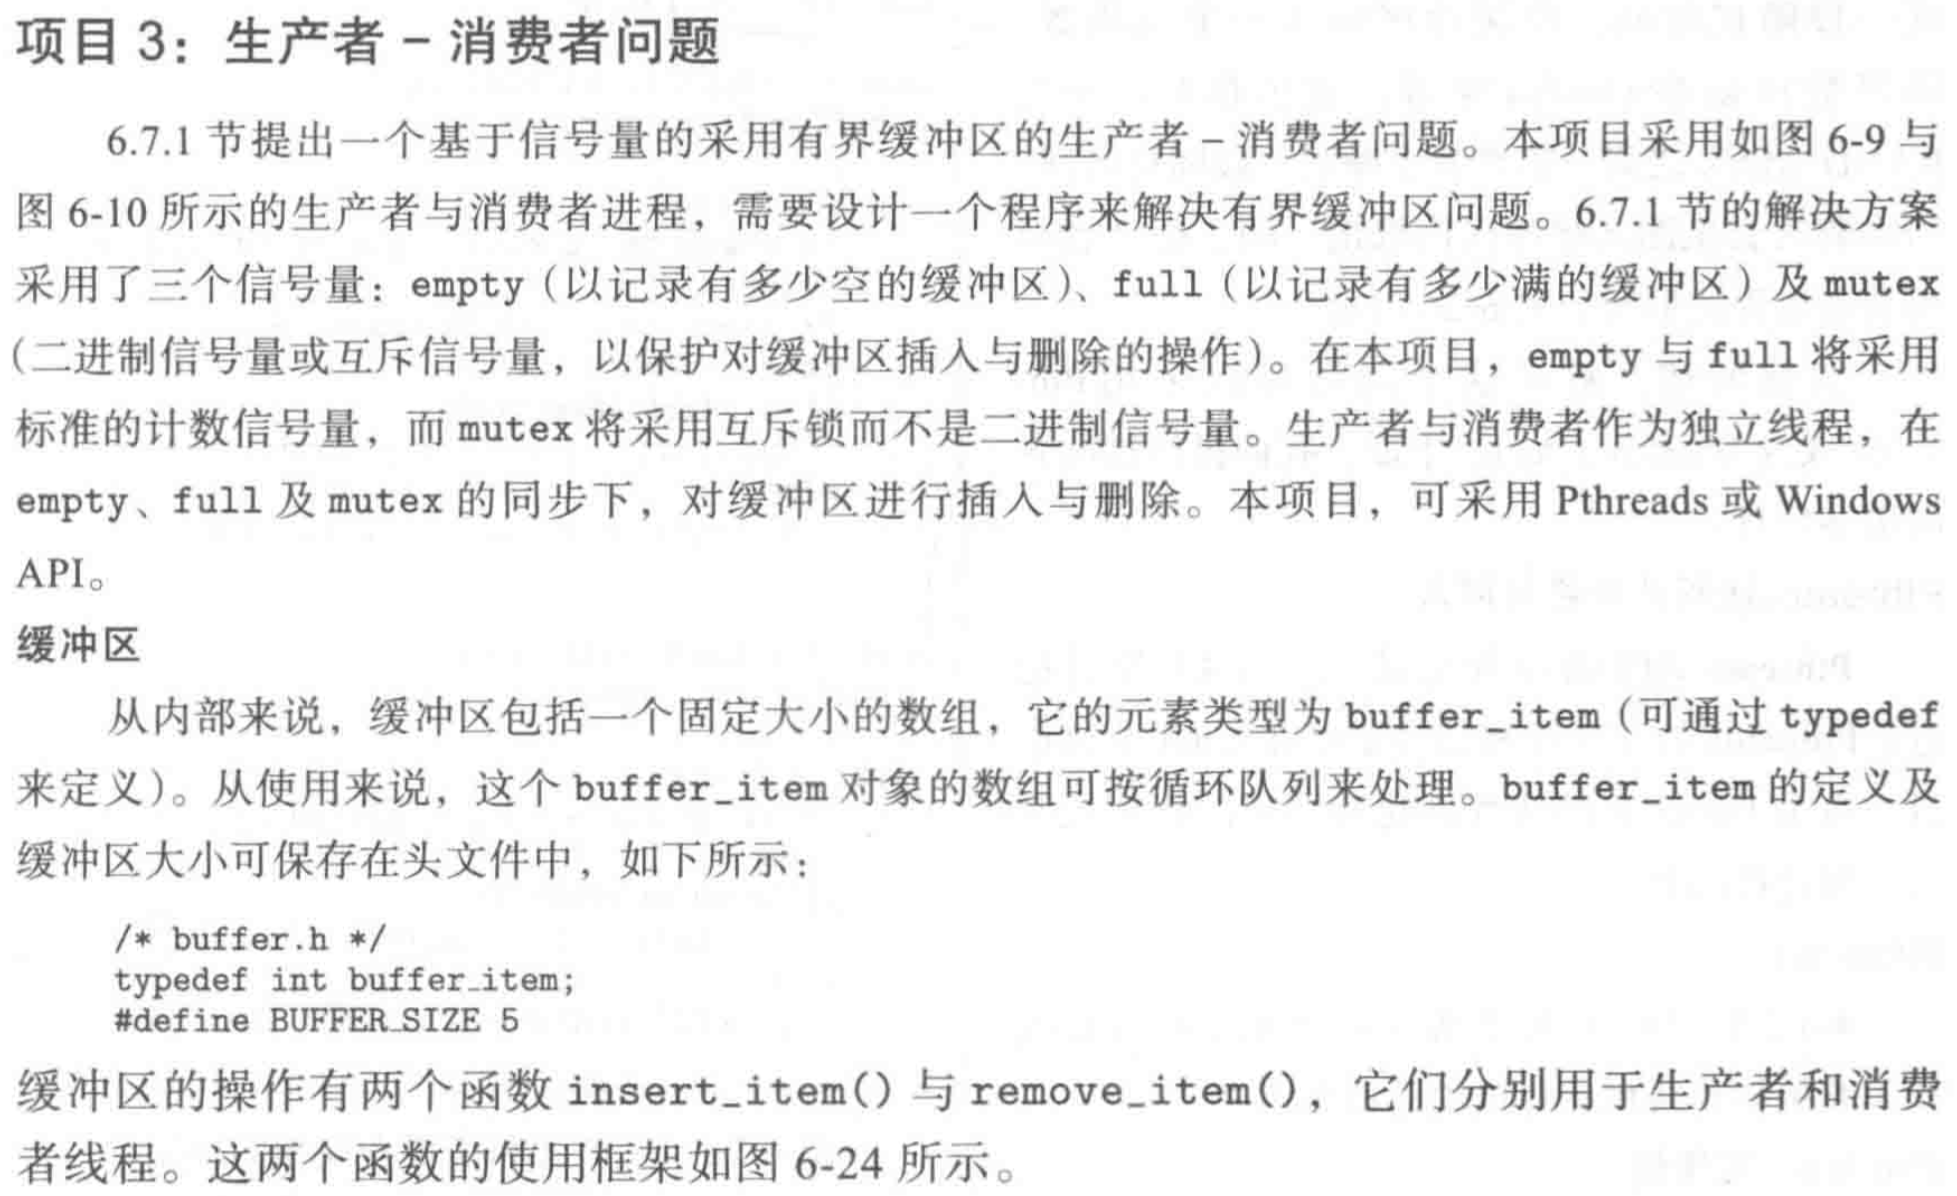 项目 3：生产者 – 消费者问题
6.7.1 节提出一个基于信号量的采用有界缓冲区的生产者 – 消费者问题。本项目采用如图 6-9 与
图 6-10 所示的生产者与消费者进程，需要设计一个程序来解决有界缓冲区问题。6.7.1 节的解决方案
采用了三个信号量：empty（以记录有多少空的缓冲区）、full（以记录有多少满的缓冲区）及 mutex
（二进制信号量或互斥信号量，以保护对缓冲区插入与删除的操作）。在本项目，empty 与 full 将采用
标准的计数信号量，而 mutex 将采用互斥锁而不是二进制信号量。生产者与消费者作为独立线程，在
empty、full 及 mutex 的同步下，对缓冲区进行插入与删除。本项目，可采用 Pthreads 或 Windows
API。
缓冲区
从内部来说，缓冲区包括一个固定大小的数组，它的元素类型为 buffer_item（可通过 typedef
来定义）。从使用来说，这个 buffer_item 对象的数组可按循环队列来处理。buffer_item 的定义及
缓冲区大小可保存在头文件中，如下所示：
/* buffer.h */
typedef int buffer_item;
#define BUFFER_SIZE 5
缓冲区的操作有两个函数 insert_item() 与 remove_item()，它们分别用于生产者和消费
者线程。这两个函数的使用框架如图 6-24 所示。